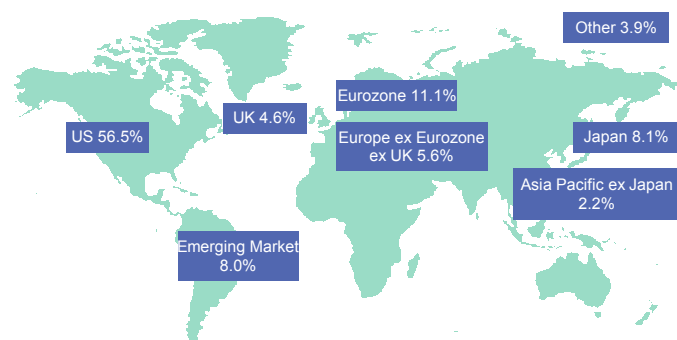 Other 3.9%
Eurozone 11.1%
UK 4.6%
US 56.5%
Europe ex Eurozone
ex UK 5.6%
Japan 8.1%
Asia Pacific ex Japan
2.2%
Emerging Market
8.0%